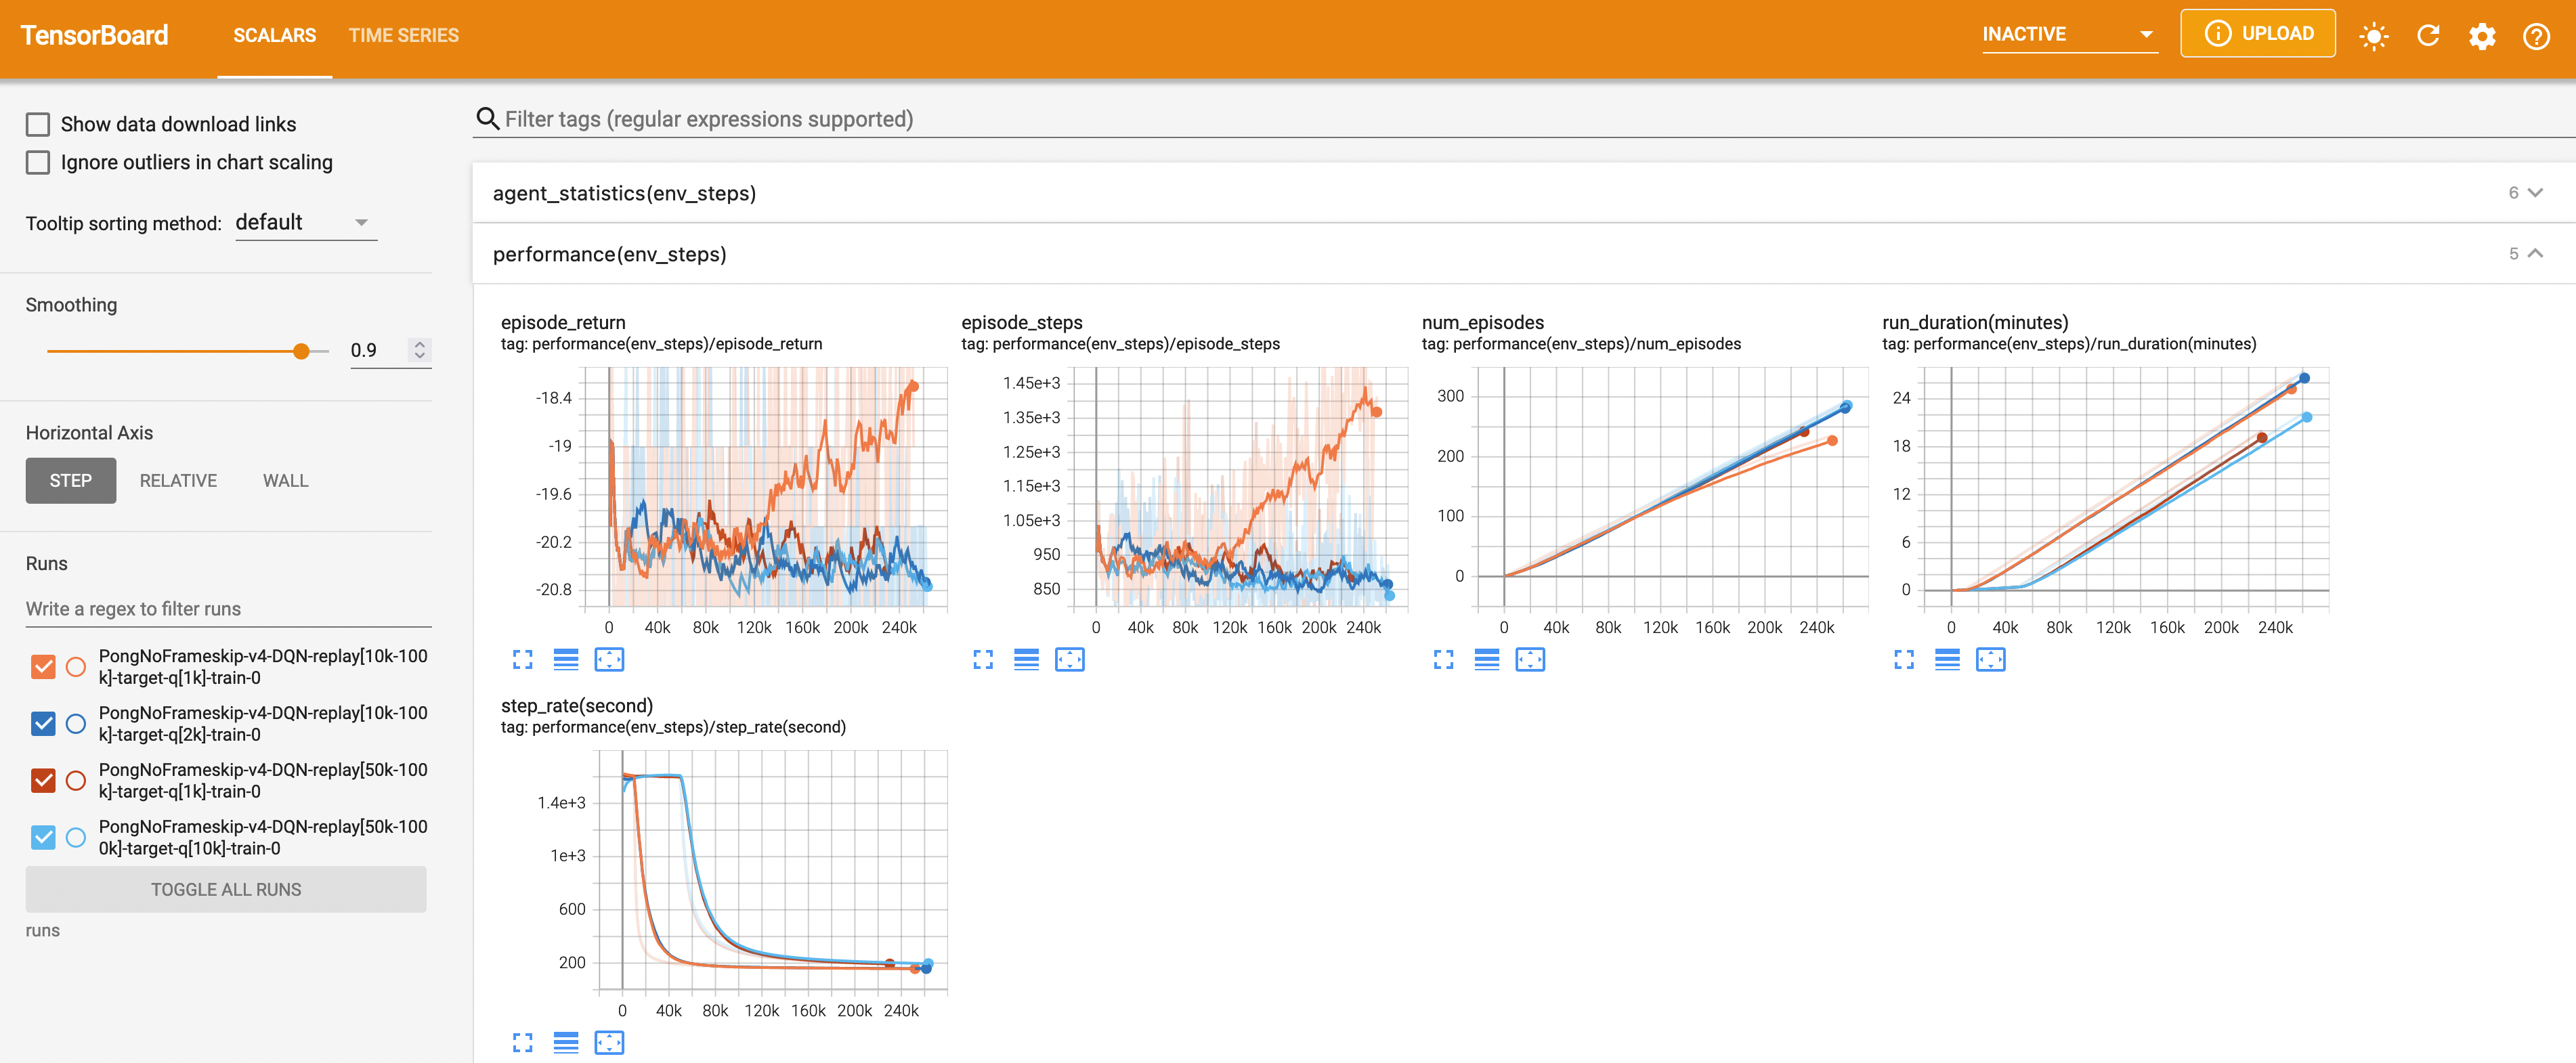 TensorBoard
SCALARS
TIME SERIES
INACTIVE
UPLOAD
Show data download links
Ignore outliers in chart scaling
Tooltip sorting method: default
Smoothing
0.9
Horizontal Axis
STEP RELATIVE WALL
Runs
Write a regex to filter runs
PongNoFrameskip-v4-DQN-replay[10k-100
k]-target-q[1k]-train-0
PongNoFrameskip-v4-DQN-replay[10k-100
k]-target-q[2k]-train-0
PongNoFrameskip-v4-DQN-replay[50k-100
k]-target-q[1k]-train-0
PongNoFrameskip-v4-DQN-replay[50k-100
0k]-target-q[10k]-train-0
TOGGLE ALL RUNS
runs
Filter tags (regular expressions supported)
agent_statistics(env_steps)
6
performance(env_steps)
5
episode_return
tag: performance(env_steps)/episode_return
-18.4
-19
-19.6
-20.2
-20.8
0 40k 80k 120k 160k 200k 240k
episode_steps
tag: performance(env_steps)/episode_steps
1.45e+3
1.35e+3
1.25e+3
1.15e+3
1.05e+3
950
850
0 40k 80k 120k 160k 200k 240k
num_episodes
tag: performance(env_steps)/num_episodes
300
200
100
0
0 40k 80k 120k 160k 200k 240k
run_duration(minutes)
tag: performance(env_steps)/run_duration(minutes)
24
18
12
6
0
0 40k 80k 120k 160k 200k 240k
step_rate(second)
tag: performance(env_steps)/step_rate(second)
1.4e+3
1e+3
600
200
0 40k 80k 120k 160k 200k 240k